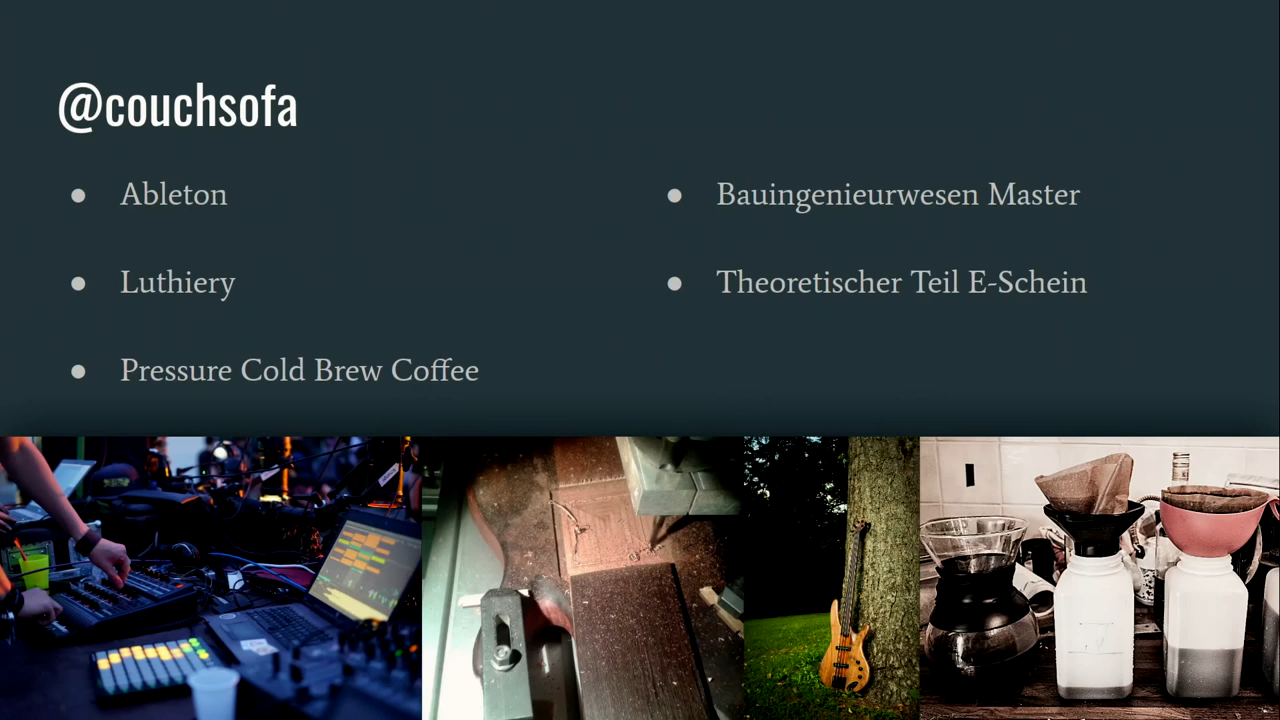 @couchsofa
● Ableton
● Luthiery
● Pressure Cold Brew Coffee
● Bauingenieurwesen Master
● Theoretischer Teil E-Schein